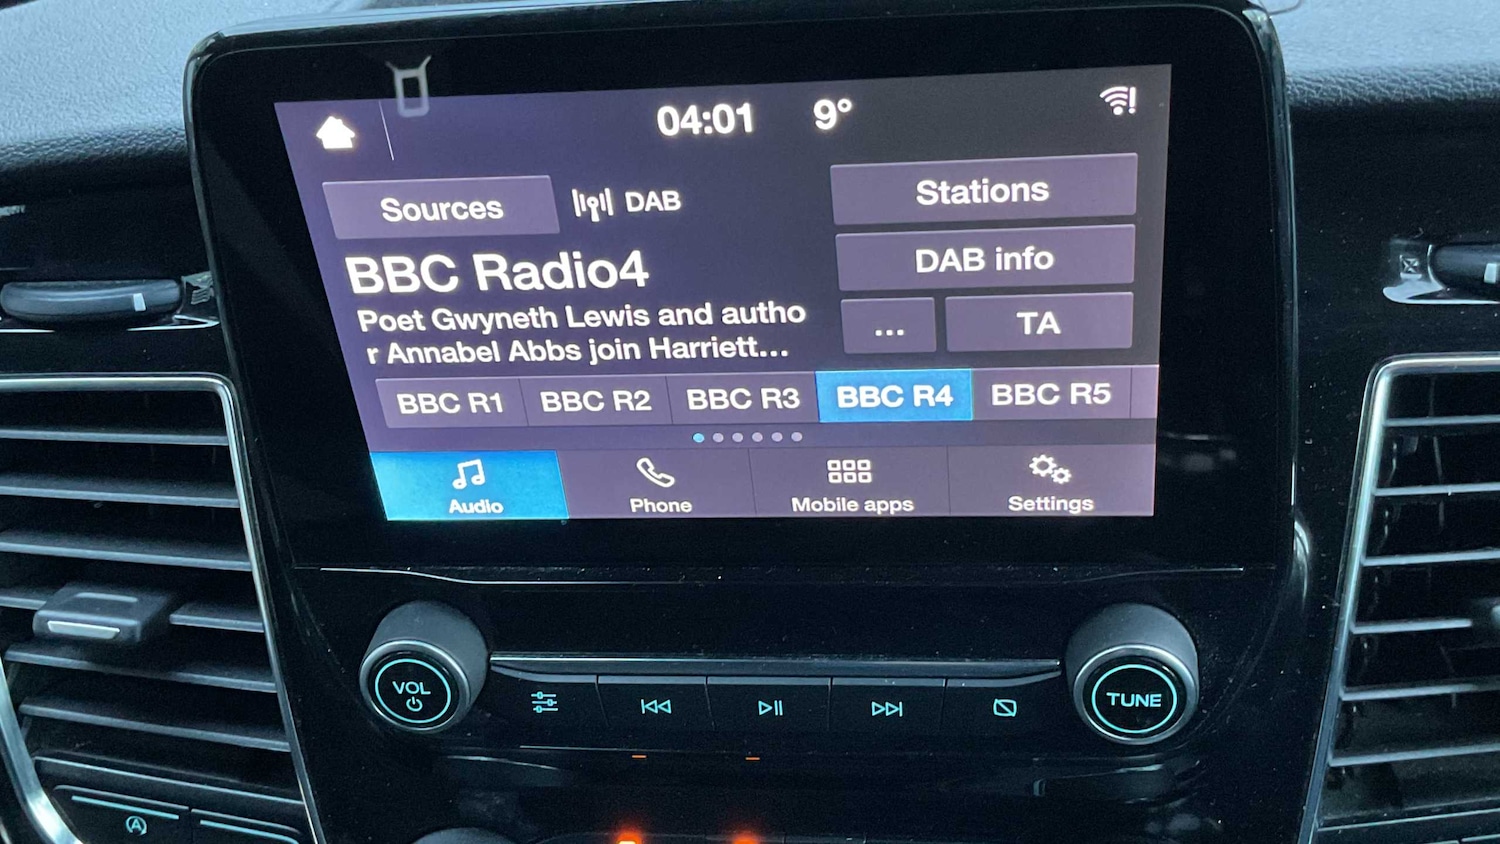 04:01 9°
Sources DAB Stations
BBC Radio4
DAB info
Poet Gwyneth Lewis and autho
r Annabel Abbs join Harriett...
... TA
BBC R1 BBC R2 BBC R3 BBC R4 BBC R5
Audio Phone Mobile apps Settings
VOL
TUNE
A